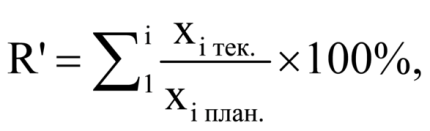 R' = ∑₁ⁱ xᵢ тек. / xᵢ план. × 100%,